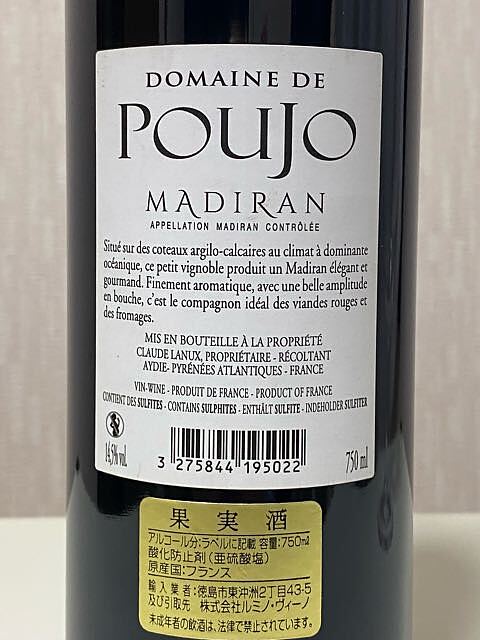 DOMAINE DE
POUJO
MADIRAN
APPELLATION MADIRAN CONTRÔLÉE
Situé sur des coteaux argilo-calcaires au climat à dominante
océanique, ce petit vignoble produit un Madiran élégant et
gourmand. Finement aromatique, avec une belle amplitude
en bouche, c'est le compagnon idéal des viandes rouges et
des fromages.
MIS EN BOUTEILLE À LA PROPRIÉTÉ
CLAUDE LANUX, PROPRIÉTAIRE - RÉCOLTANT
AYDIE- PYRÉNÉES ATLANTIQUES - FRANCE
VIN-WINE - PRODUIT DE FRANCE - PRODUCT OF FRANCE
CONTIENT DES SULFITES - CONTAINS SULPHITES - ENTHÄLT SULFITE - INDEHOLDER SULFITER
14,5% vol.
3 275844 195022
750 ml
果実酒
アルコール分:ラベルに記載 容量:750mℓ
酸化防止剤(亜硫酸塩)
原産国:フランス
輸入業者:徳島市東沖洲2丁目43-5
及び引取先 株式会社ルミノ・ヴィーノ
未成年者の飲酒は、法律で禁止されています。